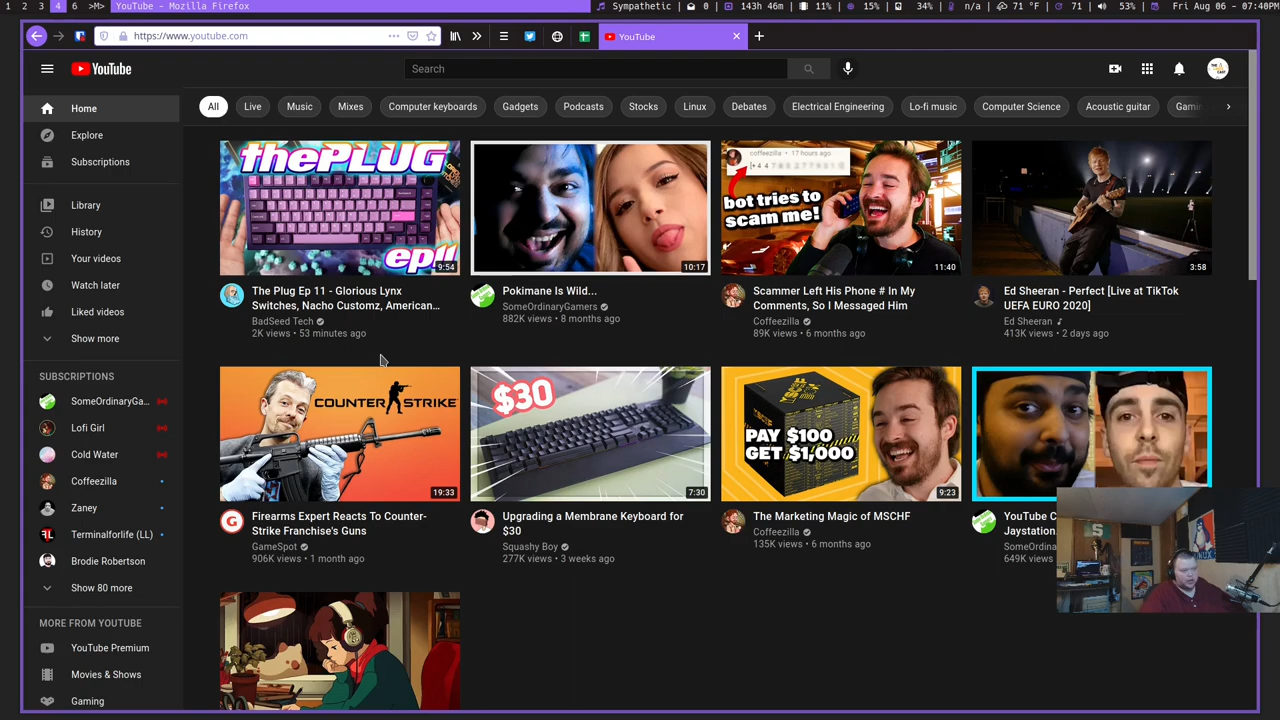 1 2 3 4 5 6 >M> YouTube — Mozilla Firefox Sympathetic 0 143h 46m 11% 15% 34% n/a 71 °F 71 53% Fri Aug 06 - 07:40PM
https://www.youtube.com
YouTube
YouTube
Search
All Live Music Mixes Computer keyboards Gadgets Podcasts Stocks Linux Debates Electrical Engineering Lo-fi music Computer Science Acoustic guitar
Home
Explore
Subscriptions
Library
History
Your videos
Watch later
Liked videos
Show more
SUBSCRIPTIONS
SomeOrdinaryGa...
Lofi Girl
Cold Water
Coffeezilla
Zaney
Terminalforlife (LL)
Brodie Robertson
Show 80 more
MORE FROM YOUTUBE
YouTube Premium
Movies & Shows
Gaming
thePLUG
ep11
9:54
The Plug Ep 11 - Glorious Lynx
Switches, Nacho Customz, American...
BadSeed Tech
2K views • 53 minutes ago
10:17
Pokimane Is Wild...
SomeOrdinaryGamers
882K views • 8 months ago
coffeezilla • 17 hours ago
bot tries to
scam me!
11:40
Scammer Left His Phone # In My
Comments, So I Messaged Him
Coffeezilla
89K views • 6 months ago
3:58
Ed Sheeran - Perfect [Live at TikTok
UEFA EURO 2020]
Ed Sheeran
413K views • 2 days ago
COUNTER STRIKE
19:33
Firearms Expert Reacts To Counter-
Strike Franchise's Guns
GameSpot
906K views • 1 month ago
$30
7:30
Upgrading a Membrane Keyboard for
$30
Squashy Boy
277K views • 3 weeks ago
PAY $100
GET $1,000
9:23
The Marketing Magic of MSCHF
Coffeezilla
135K views • 6 months ago
YouTube C
Jaystation
SomeOrdina
649K